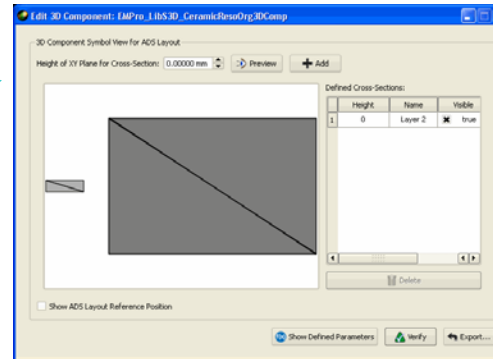 Edit 3D Component: EMPro_LibS3D_CeramicResoOrg3DComp
3D Component Symbol View for ADS Layout
Height of XY Plane for Cross-Section: 0.00000 mm Preview Add
Defined Cross-Sections:
Height Name Visible
1 0 Layer 2 true
Delete
Show ADS Layout Reference Position
Show Defined Parameters Verify Export...